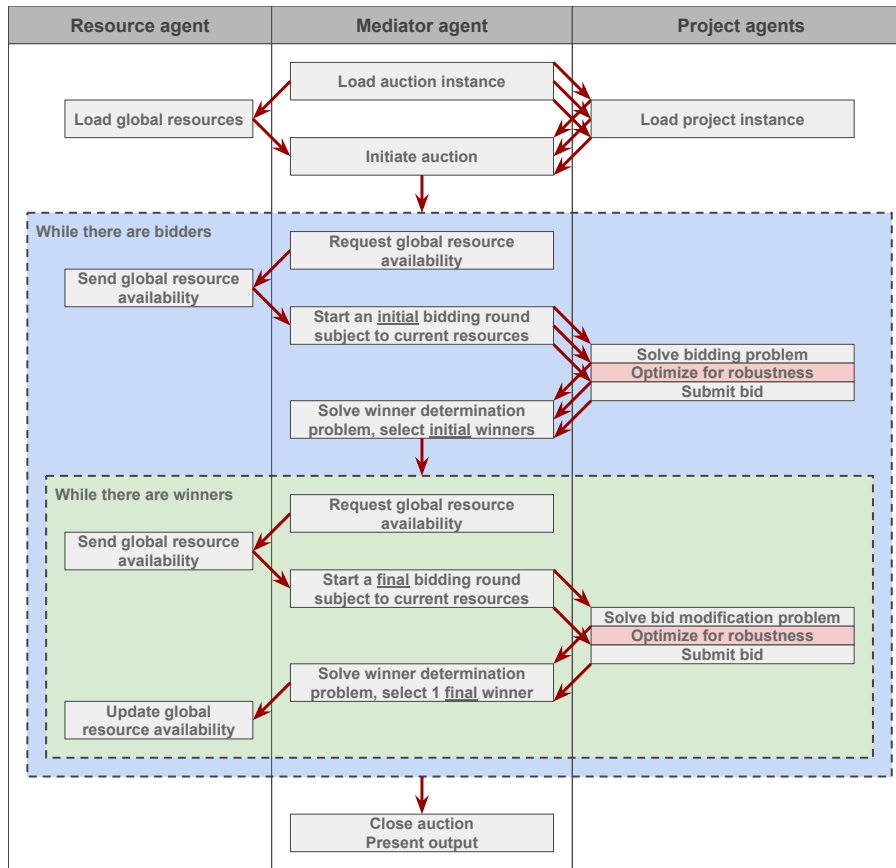 Resource agent
Mediator agent
Project agents
Load auction instance
Load global resources
Load project instance
Initiate auction
While there are bidders
Request global resource
availability
Send global resource
availability
Start an initial bidding round
subject to current resources
Solve bidding problem
Optimize for robustness
Submit bid
Solve winner determination
problem, select initial winners
While there are winners
Request global resource
availability
Send global resource
availability
Start a final bidding round
subject to current resources
Solve bid modification problem
Optimize for robustness
Submit bid
Solve winner determination
problem, select 1 final winner
Update global
resource availability
Close auction
Present output